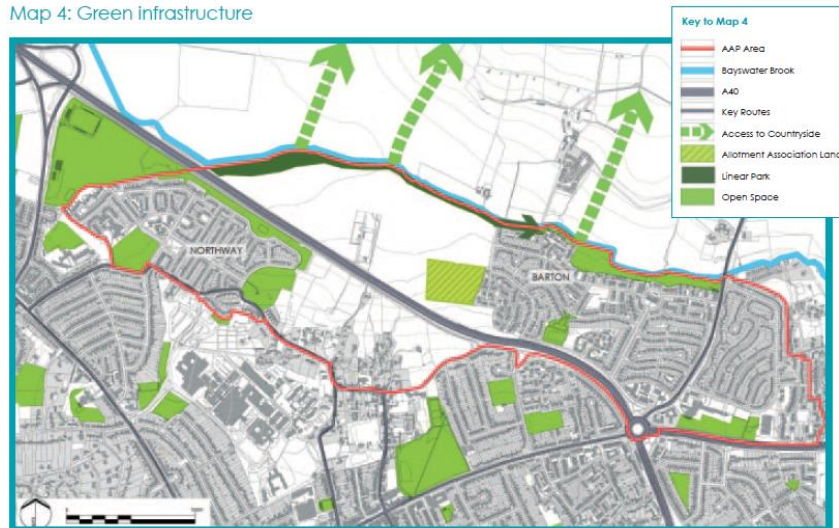 Map 4: Green infrastructure
Key to Map 4
AAP Area
Bayswater Brook
A40
Key Routes
Access to Countryside
Allotment Association Land
Linear Park
Open Space
NORTHWAY
BARTON